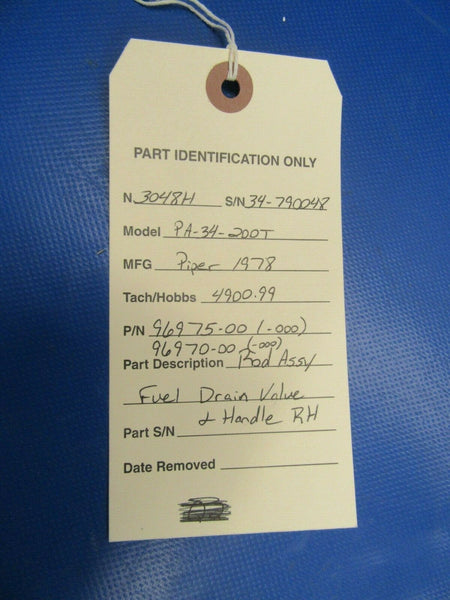 PART IDENTIFICATION ONLY
N 3048H S/N 34-790048
Model PA-34-200T
MFG Piper 1978
Tach/Hobbs 4900.99
P/N 96975-00 (-000)
96970-00 (-000)
Part Description Rod Assy
Fuel Drain Valve
& Handle RH
Part S/N
Date Removed